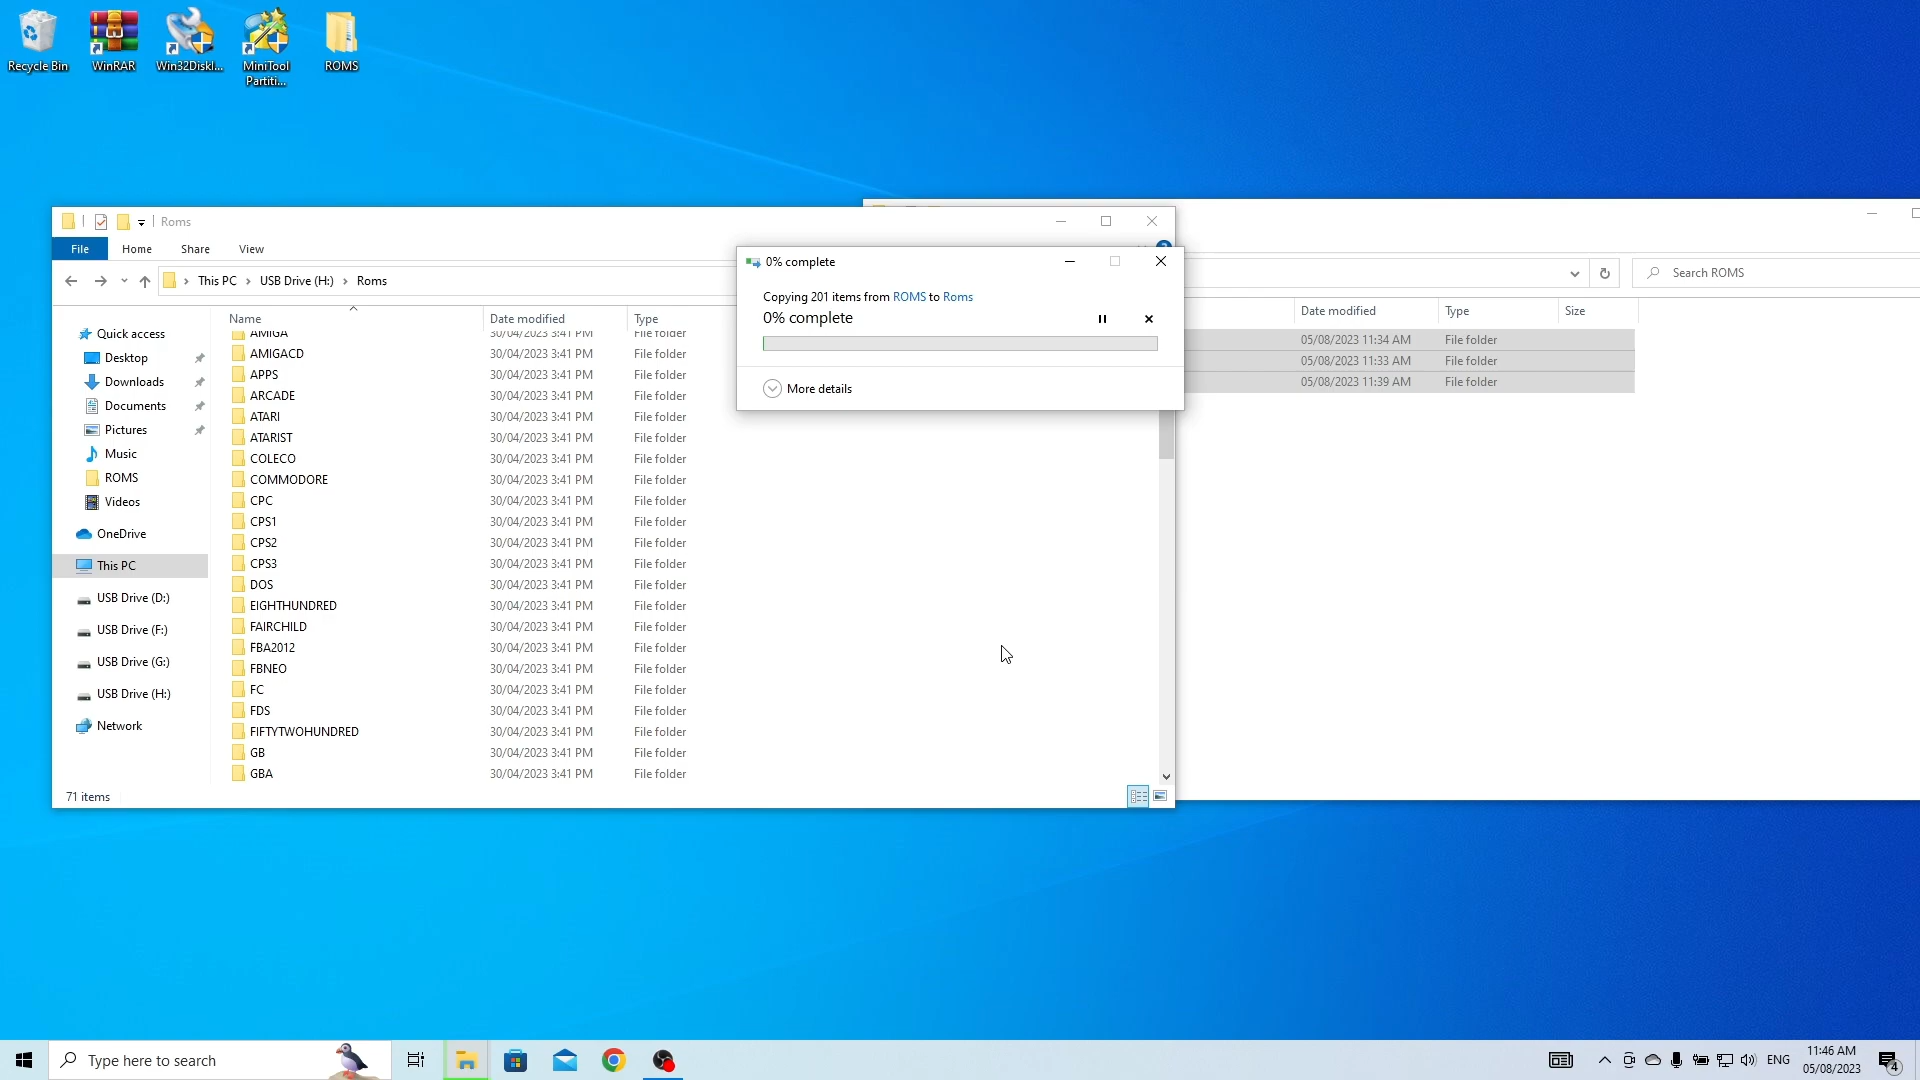 Recycle Bin
WinRAR
Win32DiskI...
MiniTool
Partiti...
ROMS
Roms
File Home Share View
This PC › USB Drive (H:) › Roms
Quick access
Desktop
Downloads
Documents
Pictures
Music
ROMS
Videos
OneDrive
This PC
USB Drive (D:)
USB Drive (F:)
USB Drive (G:)
USB Drive (H:)
Network
Name Date modified Type
AMIGA 30/04/2023 3:41 PM File folder
AMIGACD 30/04/2023 3:41 PM File folder
APPS 30/04/2023 3:41 PM File folder
ARCADE 30/04/2023 3:41 PM File folder
ATARI 30/04/2023 3:41 PM File folder
ATARIST 30/04/2023 3:41 PM File folder
COLECO 30/04/2023 3:41 PM File folder
COMMODORE 30/04/2023 3:41 PM File folder
CPC 30/04/2023 3:41 PM File folder
CPS1 30/04/2023 3:41 PM File folder
CPS2 30/04/2023 3:41 PM File folder
CPS3 30/04/2023 3:41 PM File folder
DOS 30/04/2023 3:41 PM File folder
EIGHTHUNDRED 30/04/2023 3:41 PM File folder
FAIRCHILD 30/04/2023 3:41 PM File folder
FBA2012 30/04/2023 3:41 PM File folder
FBNEO 30/04/2023 3:41 PM File folder
FC 30/04/2023 3:41 PM File folder
FDS 30/04/2023 3:41 PM File folder
FIFTYTWOHUNDRED 30/04/2023 3:41 PM File folder
GB 30/04/2023 3:41 PM File folder
GBA 30/04/2023 3:41 PM File folder
71 items
0% complete
Copying 201 items from ROMS to Roms
0% complete
More details
Search ROMS
Date modified Type Size
05/08/2023 11:34 AM File folder
05/08/2023 11:33 AM File folder
05/08/2023 11:39 AM File folder
Type here to search
ENG
11:46 AM
05/08/2023
4